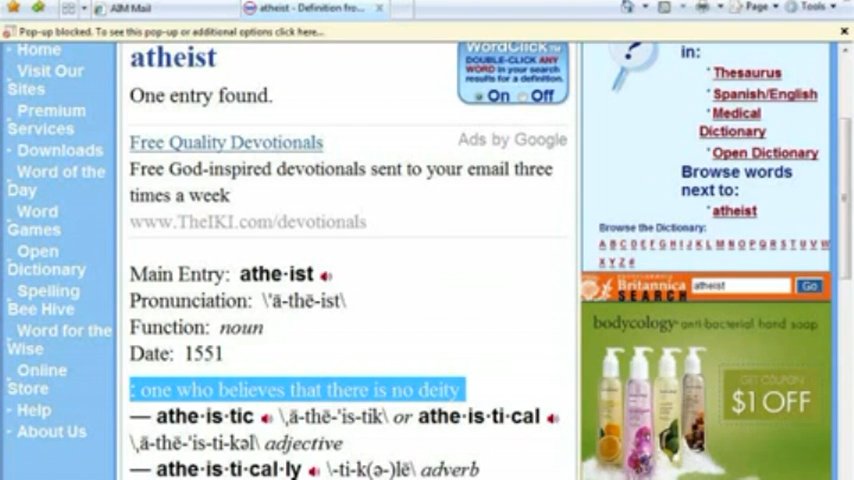 AIM Mail
atheist - Definition fro...
Page
Tools
Pop-up blocked. To see this pop-up or additional options click here...
Home
Visit Our
Sites
Premium
Services
Downloads
Word of the
Day
Word
Games
Open
Dictionary
Spelling
Bee Hive
Word for the
Wise
Online
Store
Help
About Us
atheist
One entry found.
WordClick™
DOUBLE-CLICK ANY
WORD in your search
results for a definition.
On Off
Free Quality Devotionals
Ads by Google
Free God-inspired devotionals sent to your email three
times a week
www.TheIKI.com/devotionals
Main Entry: athe·ist
Pronunciation: \'ā-thē-ist\
Function: noun
Date: 1551
: one who believes that there is no deity
— athe·is·tic \,ā-thē-'is-tik\ or athe·is·ti·cal
\,ā-thē-'is-ti-kəl\ adjective
— athe·is·ti·cal·ly \-ti-k(ə-)lē\ adverb
in:
Thesaurus
Spanish/English
Medical
Dictionary
Open Dictionary
Browse words
next to:
atheist
Browse the Dictionary:
A B C D E F G H I J K L M N O P Q R S T U V W
X Y Z #
Britannica
SEARCH
atheist
Go
bodycology anti-bacterial hand soap
GET COUPON
$1 OFF